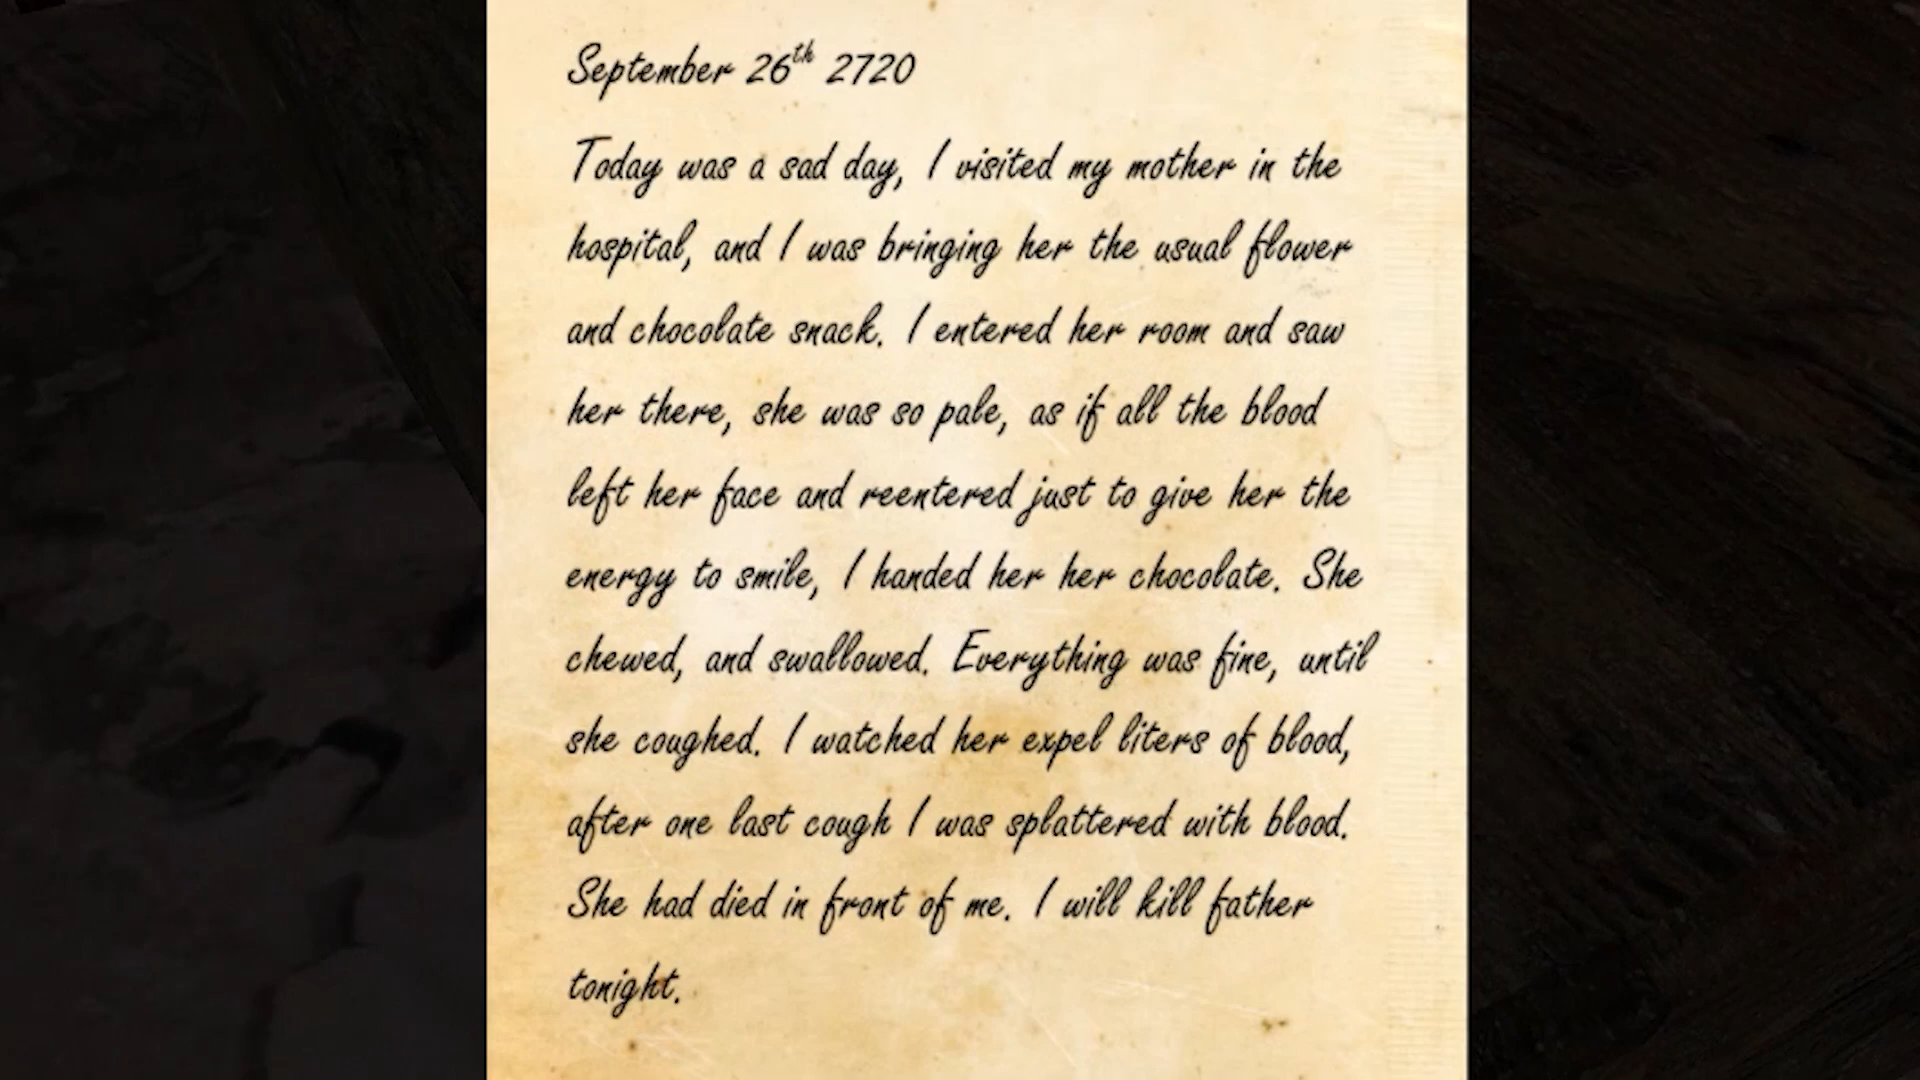 September 26th 2720
Today was a sad day, I visited my mother in the
hospital, and I was bringing her the usual flower
and chocolate snack. I entered her room and saw
her there, she was so pale, as if all the blood
left her face and reentered just to give her the
energy to smile, I handed her her chocolate. She
chewed, and swallowed. Everything was fine, until
she coughed. I watched her expel liters of blood,
after one last cough I was splattered with blood.
She had died in front of me. I will kill father
tonight.